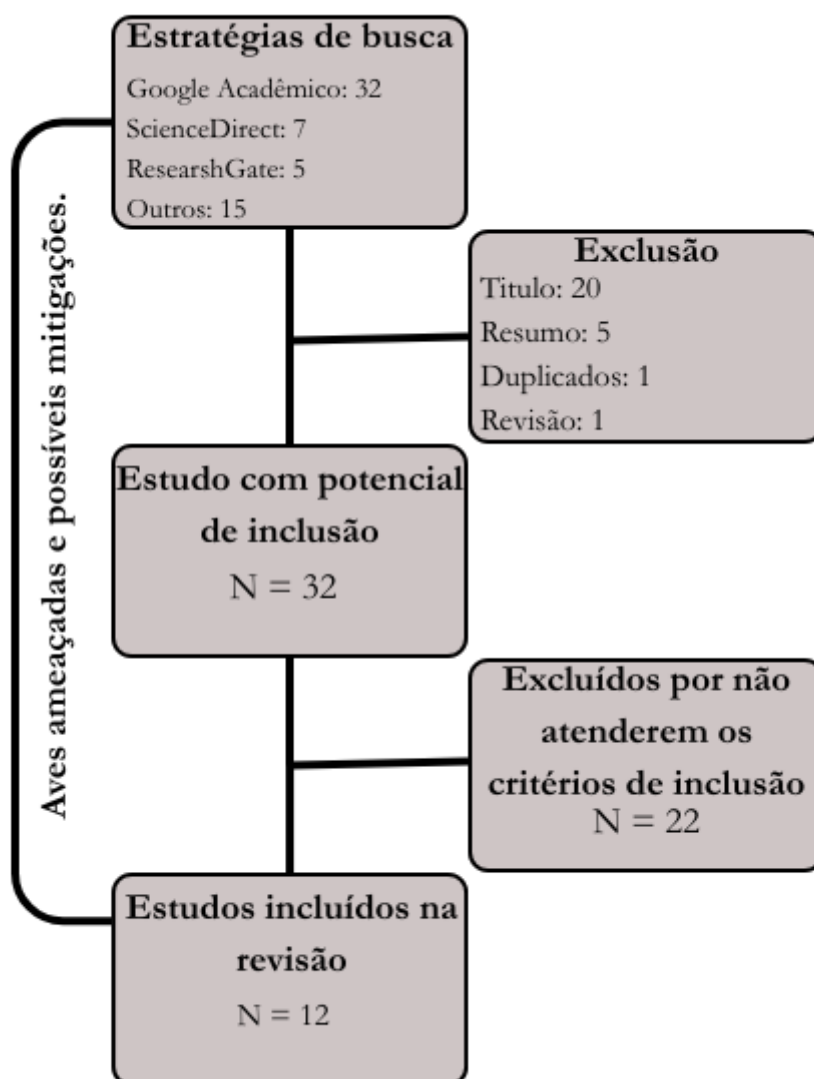 Estratégias de busca
Google Acadêmico: 32
ScienceDirect: 7
ResearshGate: 5
Outros: 15
Exclusão
Titulo: 20
Resumo: 5
Duplicados: 1
Revisão: 1
Aves ameaçadas e possíveis mitigações.
Estudo com potencial
de inclusão
N = 32
Excluídos por não
atenderem os
critérios de inclusão
N = 22
Estudos incluídos na
revisão
N = 12